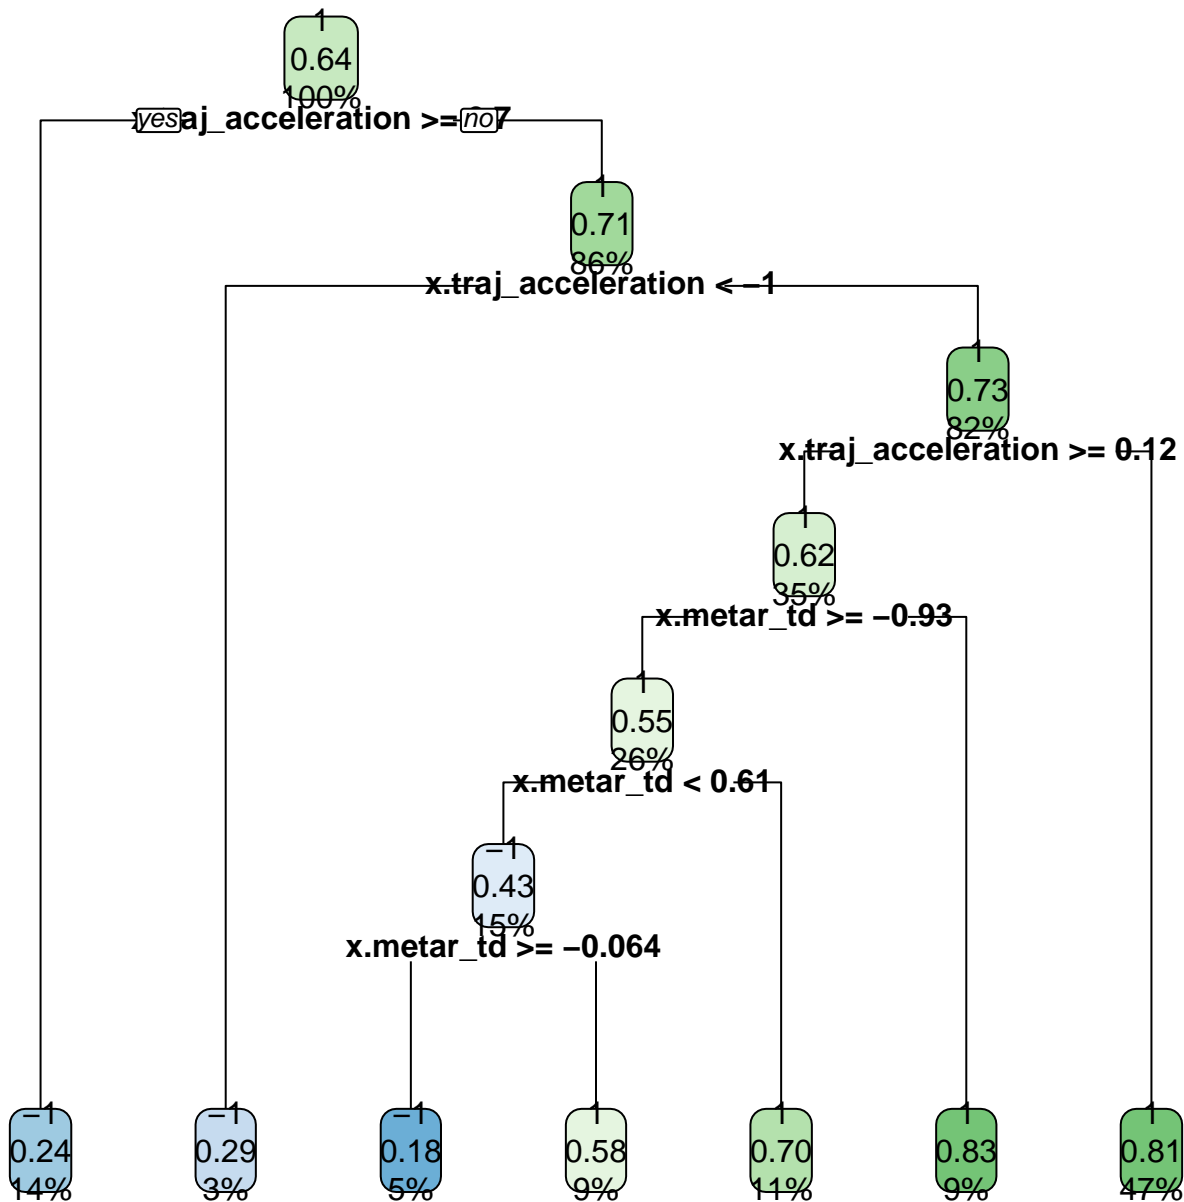 1
0.64
100%
yes aj_acceleration >= no 7
1
0.71
86%
x.traj_acceleration < −1
1
0.73
82%
x.traj_acceleration >= 0.12
1
0.62
35%
x.metar_td >= −0.93
1
0.55
26%
x.metar_td < 0.61
−1
0.43
15%
x.metar_td >= −0.064
−1 −1 −1 1 1 1 1
0.24 0.29 0.18 0.58 0.70 0.83 0.81
14% 3% 5% 9% 11% 9% 47%